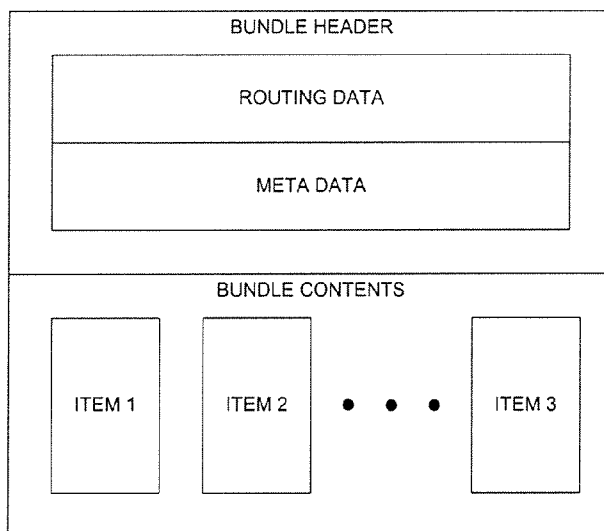 BUNDLE HEADER
ROUTING DATA
META DATA
BUNDLE CONTENTS
ITEM 1
ITEM 2
ITEM 3